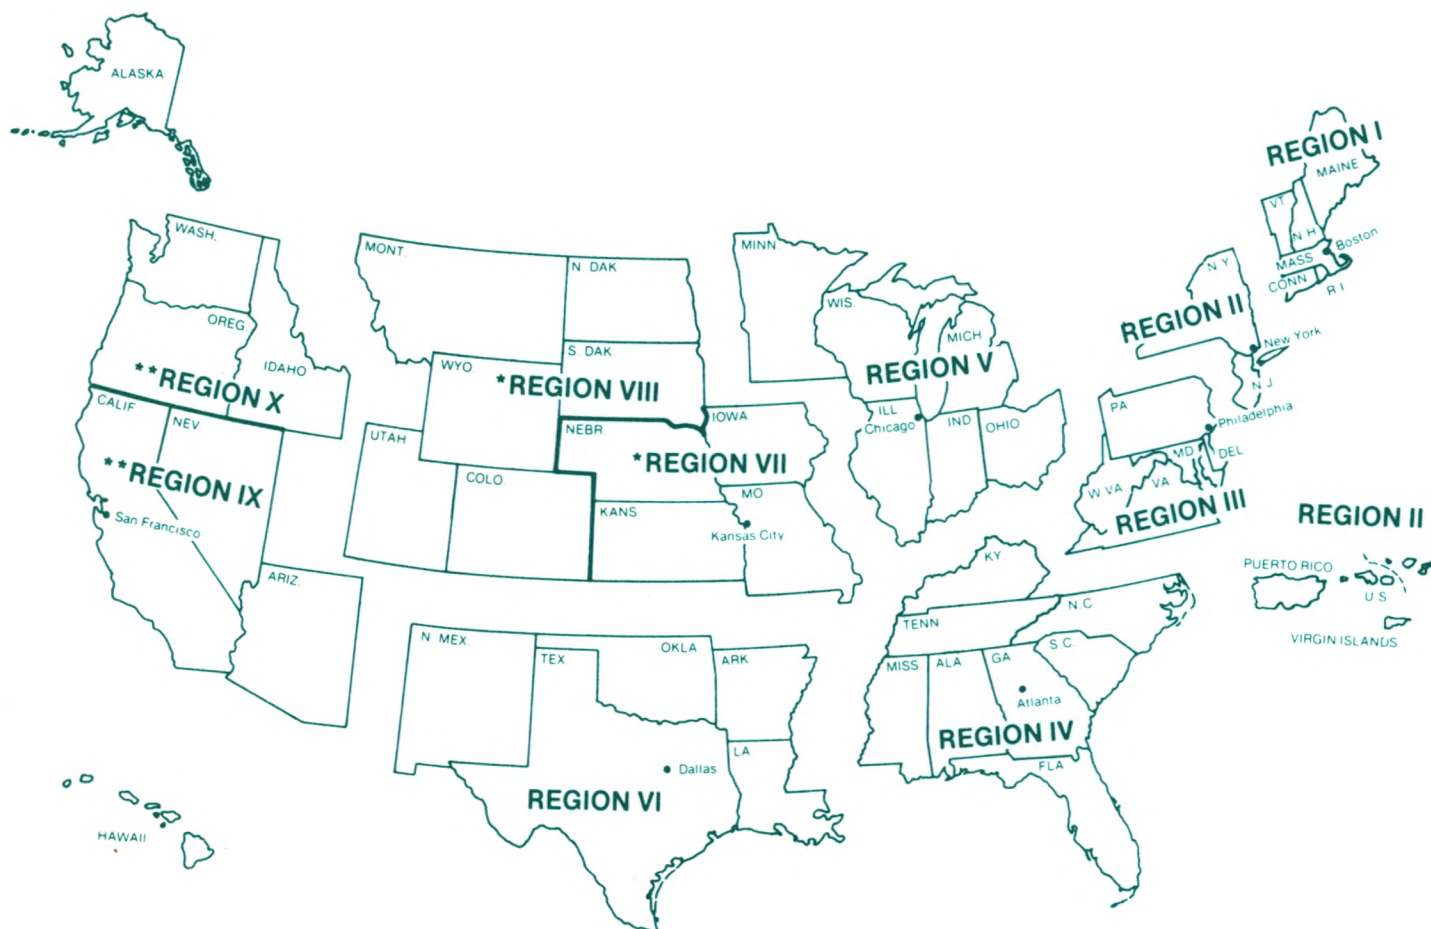 ALASKA
REGION I
MAINE
VT.
N H
Boston
MASS
CONN
R I
WASH.
MONT.
N. DAK
MINN
N Y
REGION II
New York
N J
OREG
IDAHO
**REGION X
WYO
S. DAK
*REGION VIII
WIS.
MICH
REGION V
CALIF.
NEV
UTAH
NEBR.
IOWA
ILL
Chicago
IND
OHIO
PA
Philadelphia
**REGION IX
San Francisco
COLO.
*REGION VII
MO
KANS
Kansas City
MD
DEL
W VA
VA
REGION III
REGION II
PUERTO RICO
U S
VIRGIN ISLANDS
ARIZ.
KY
N.C
TENN
S.C.
N. MEX.
TEX
OKLA
ARK
MISS.
ALA
GA
Atlanta
REGION IV
FLA
LA
Dallas
REGION VI
HAWAII